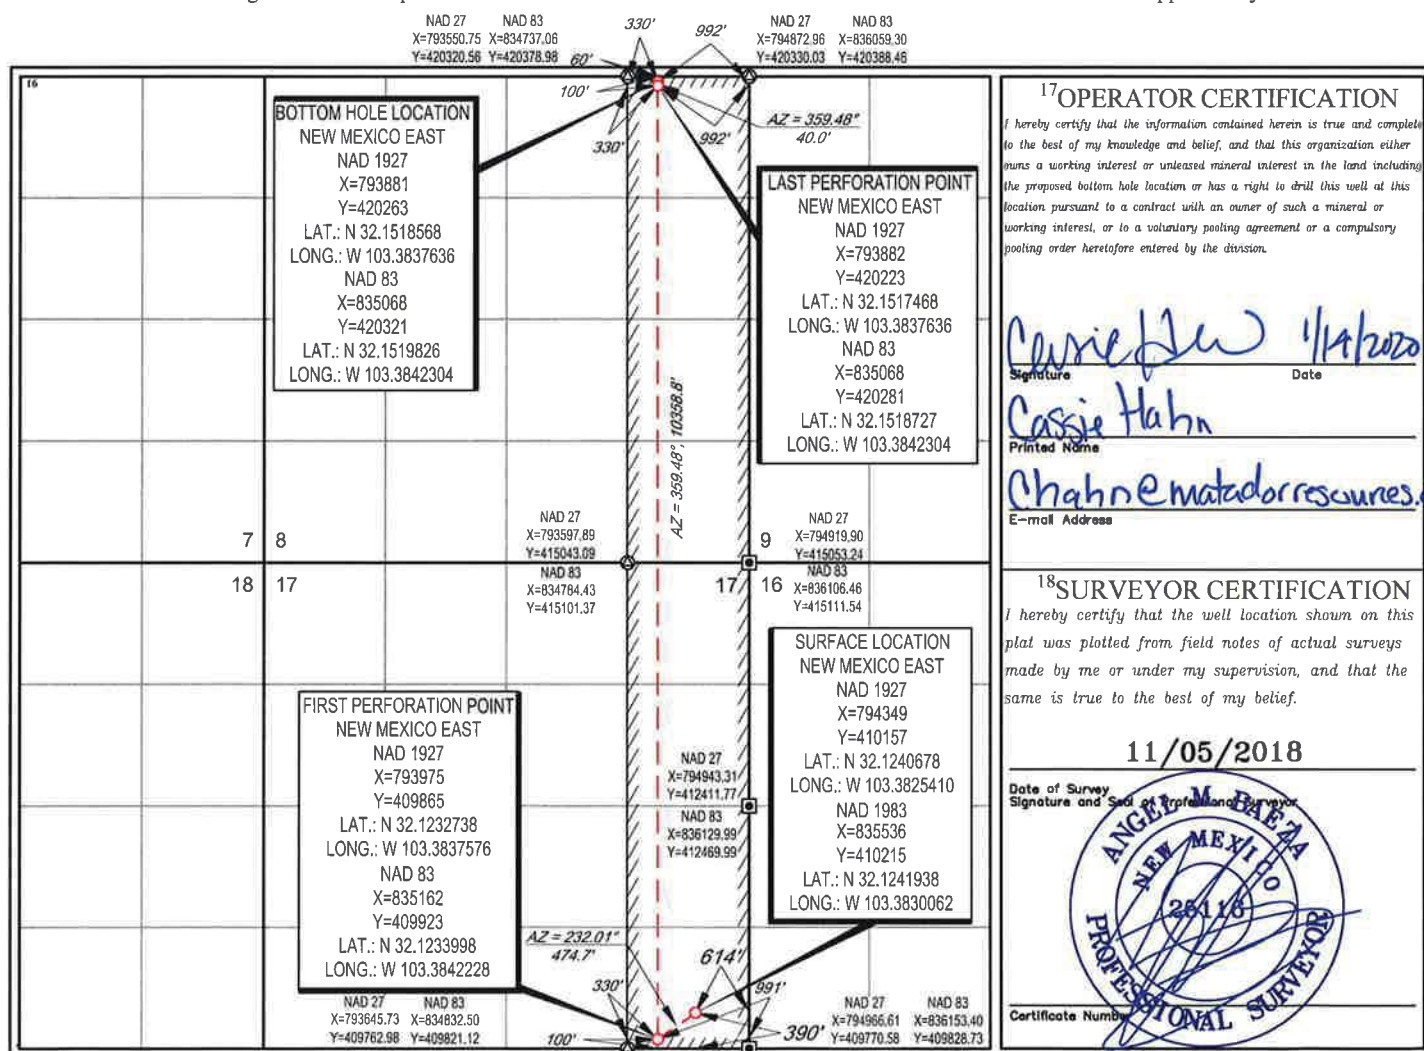 NAD 27 NAD 83
X=793550.75 X=834737.06
Y=420320.56 Y=420378.98
330'
992'
NAD 27 NAD 83
X=794872.96 X=836059.30
Y=420330.03 Y=420388.46
60'
100'
330'
992'
AZ = 359.48°
40.0'
16
BOTTOM HOLE LOCATION
NEW MEXICO EAST
NAD 1927
X=793881
Y=420263
LAT.: N 32.1518568
LONG.: W 103.3837636
NAD 83
X=835068
Y=420321
LAT.: N 32.1519826
LONG.: W 103.3842304
LAST PERFORATION POINT
NEW MEXICO EAST
NAD 1927
X=793882
Y=420223
LAT.: N 32.1517468
LONG.: W 103.3837636
NAD 83
X=835068
Y=420281
LAT.: N 32.1518727
LONG.: W 103.3842304
AZ = 359.48°, 10358.8'
7 8
18 17
NAD 27
X=793597.89
Y=415043.09
NAD 83
X=834784.43
Y=415101.37
9
17 16
NAD 27
X=794919.90
Y=415053.24
NAD 83
X=836106.46
Y=415111.54
FIRST PERFORATION POINT
NEW MEXICO EAST
NAD 1927
X=793975
Y=409865
LAT.: N 32.1232738
LONG.: W 103.3837576
NAD 83
X=835162
Y=409923
LAT.: N 32.1233998
LONG.: W 103.3842228
SURFACE LOCATION
NEW MEXICO EAST
NAD 1927
X=794349
Y=410157
LAT.: N 32.1240678
LONG.: W 103.3825410
NAD 1983
X=835536
Y=410215
LAT.: N 32.1241938
LONG.: W 103.3830062
NAD 27
X=794943.31
Y=412411.77
NAD 83
X=836129.99
Y=412469.99
AZ = 232.01°
474.7'
614'
330'
991'
390'
100'
NAD 27 NAD 83
X=793645.73 X=834832.50
Y=409762.98 Y=409821.12
NAD 27 NAD 83
X=794966.61 X=836153.40
Y=409770.58 Y=409828.73
17 OPERATOR CERTIFICATION
I hereby certify that the information contained herein is true and complete
to the best of my knowledge and belief, and that this organization either
owns a working interest or unleased mineral interest in the land including
the proposed bottom hole location or has a right to drill this well at this
location pursuant to a contract with an owner of such a mineral or
working interest, or to a voluntary pooling agreement or a compulsory
pooling order heretofore entered by the division.
1/14/2020
Signature Date
Cassie Hahn
Printed Name
Chahn@matadorresources.
E-mail Address
18 SURVEYOR CERTIFICATION
I hereby certify that the well location shown on this
plat was plotted from field notes of actual surveys
made by me or under my supervision, and that the
same is true to the best of my belief.
11/05/2018
Date of Survey
Signature and Seal of Professional Surveyor
ANGEL M. BAEZA
NEW MEXICO
PROFESSIONAL SURVEYOR
Certificate Number